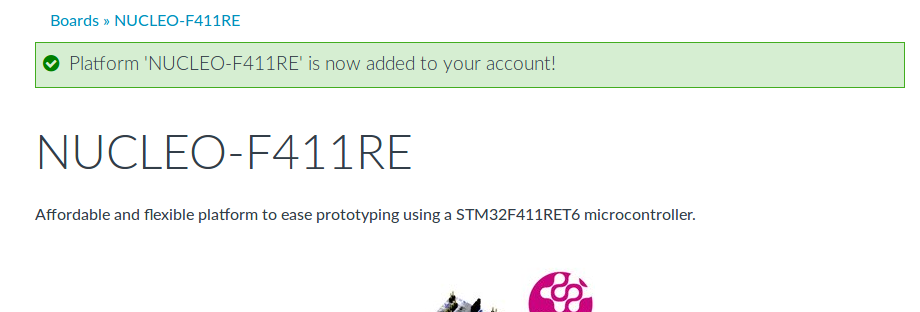 Boards » NUCLEO-F411RE
Platform 'NUCLEO-F411RE' is now added to your account!
NUCLEO-F411RE
Affordable and flexible platform to ease prototyping using a STM32F411RET6 microcontroller.